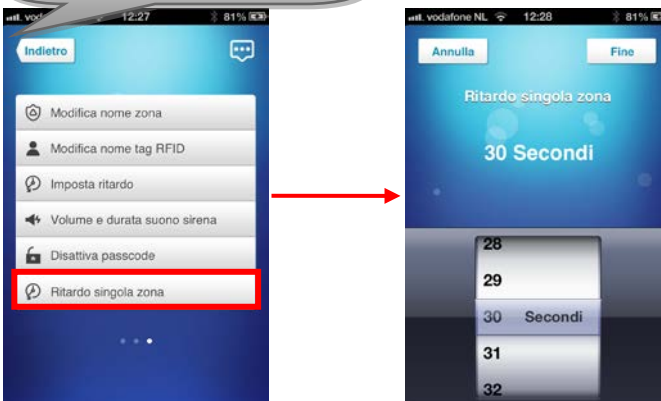 12:27
81%
Indietro
Modifica nome zona
Modifica nome tag RFID
Imposta ritardo
Volume e durata suono sirena
Disattiva passcode
Ritardo singola zona
vodafone NL
12:28
81%
Annulla
Fine
Ritardo singola zona
30 Secondi
28
29
30 Secondi
31
32